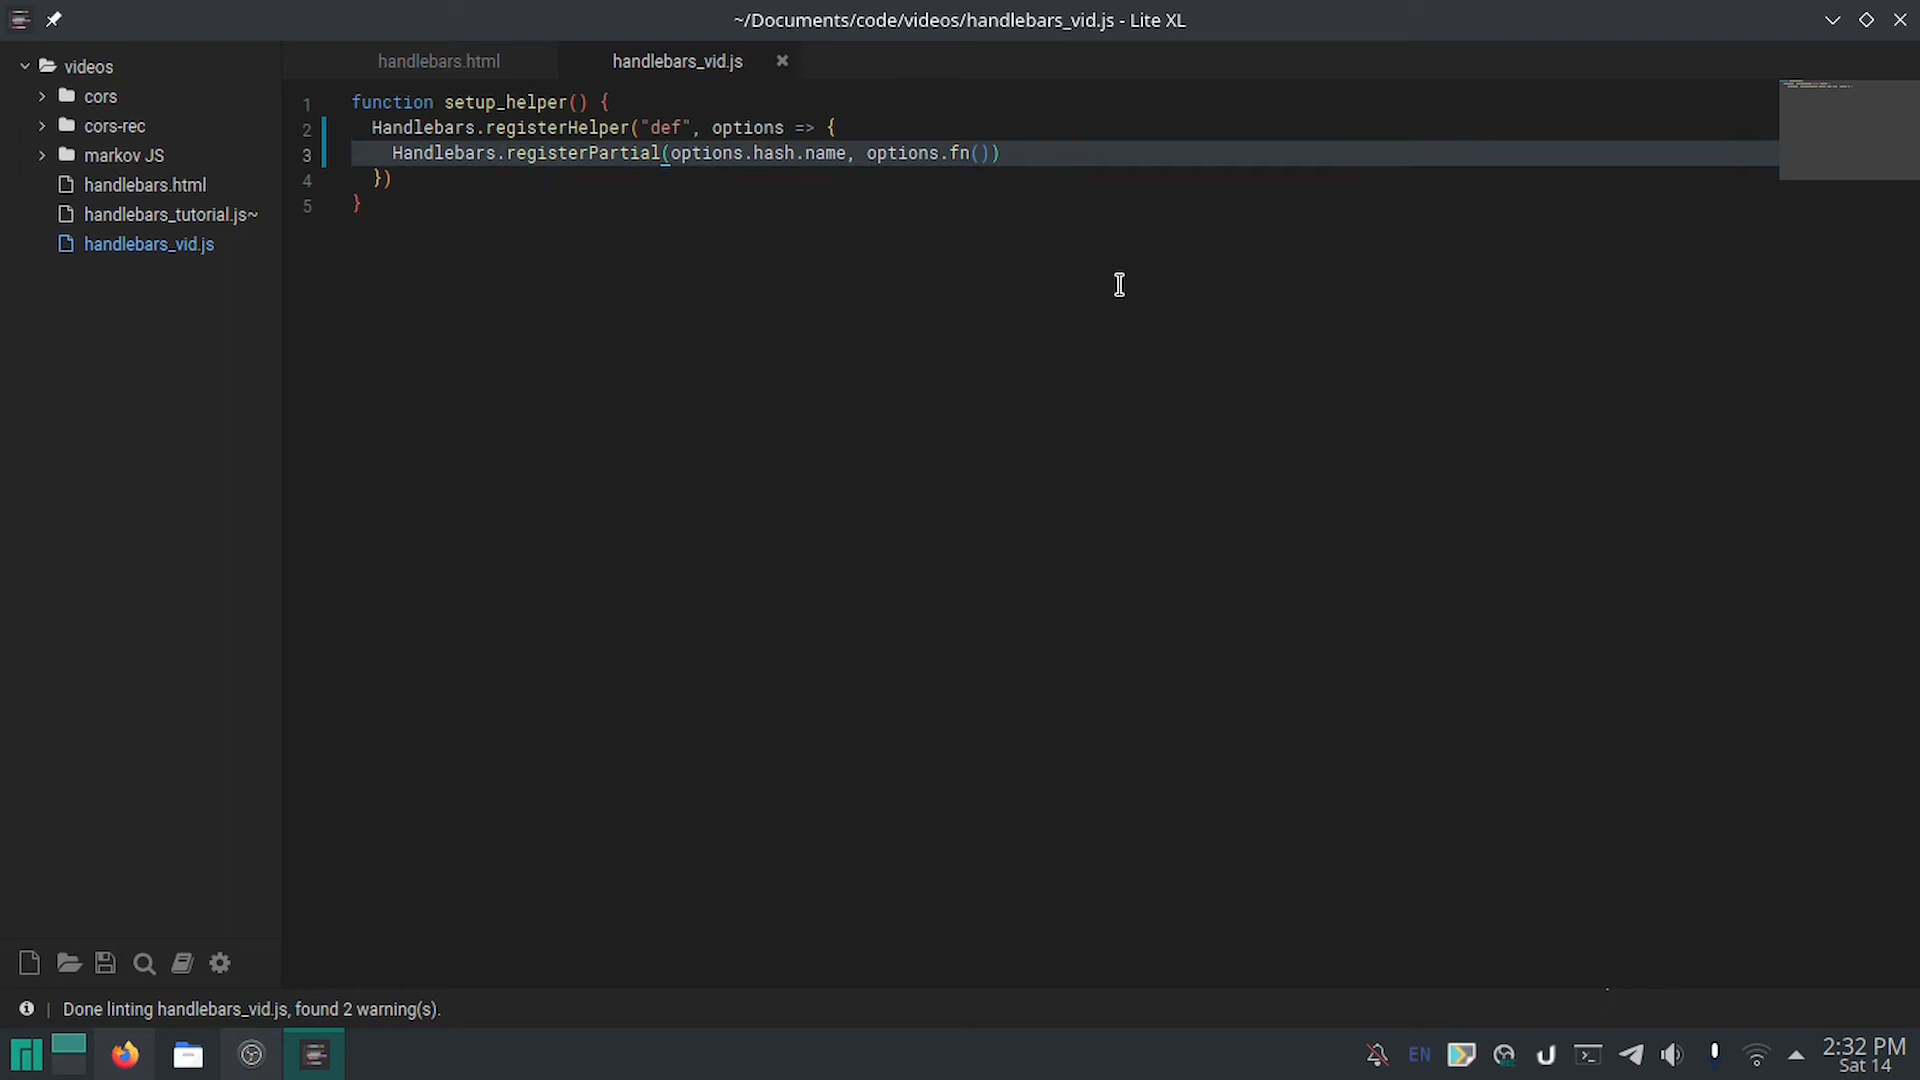 ~/Documents/code/videos/handlebars_vid.js - Lite XL
videos
cors
cors-rec
markov JS
handlebars.html
handlebars_tutorial.js~
handlebars_vid.js
handlebars.html
handlebars_vid.js
1 function setup_helper() {
2 Handlebars.registerHelper("def", options => {
3 Handlebars.registerPartial(options.hash.name, options.fn())
4 })
5 }
Done linting handlebars_vid.js, found 2 warning(s).
EN
2:32 PM
Sat 14